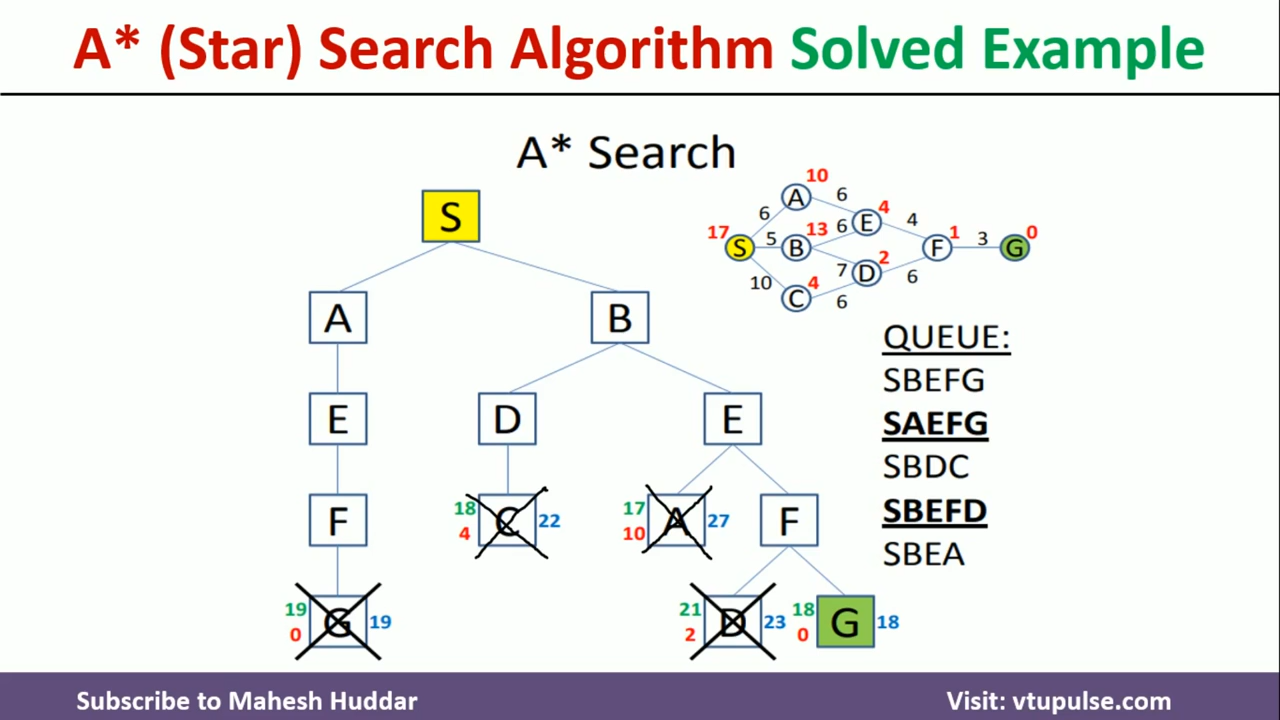 A* (Star) Search Algorithm Solved Example
A* Search
S
A B
E D E
F
18 4 C 22
17 10 A 27
F
19 0 G 19
21 2 D 23
18 0 G 18
10
A 6
6 4
E 4
17 S 5 B 13 6
F 1 3 G 0
7 D 2
10 C 4 6
6
QUEUE:
SBEFG
SAEFG
SBDC
SBEFD
SBEA
Subscribe to Mahesh Huddar
Visit: vtupulse.com